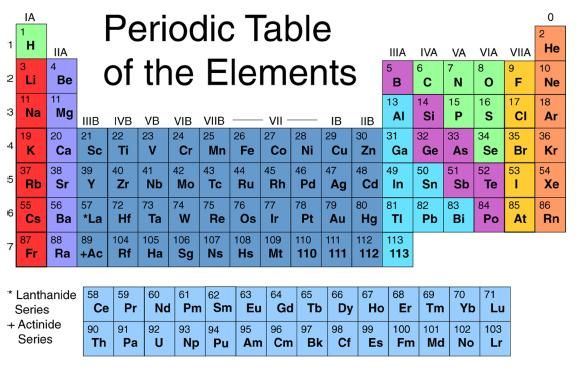 Periodic Table
of the Elements
IA 0
IIA IIIA IVA VA VIA VIIA
IIIB IVB VB VIB VIIB VII IB IIB
1 2
1 H He
3 4 5 6 7 8 9 10
2 Li Be B C N O F Ne
11 11 13 14 15 16 17 18
3 Na Mg Al Si P S Cl Ar
19 20 21 22 23 24 25 26 27 28 29 30 31 32 33 34 35 36
4 K Ca Sc Ti V Cr Mn Fe Co Ni Cu Zn Ga Ge As Se Br Kr
37 38 39 40 41 42 43 44 45 46 47 48 49 50 51 52 53 54
5 Rb Sr Y Zr Nb Mo Tc Ru Rh Pd Ag Cd In Sn Sb Te I Xe
55 56 57 72 73 74 75 76 77 78 79 80 81 82 83 84 85 86
6 Cs Ba *La Hf Ta W Re Os Ir Pt Au Hg Tl Pb Bi Po At Rn
87 88 89 104 105 106 107 108 109 110 111 112 113
7 Fr Ra +Ac Rf Ha Sg Ns Hs Mt 110 111 112 113
* Lanthanide
Series
58 59 60 61 62 63 64 65 66 67 68 69 70 71
Ce Pr Nd Pm Sm Eu Gd Tb Dy Ho Er Tm Yb Lu
+ Actinide
Series
90 91 92 93 94 95 96 97 98 99 100 101 102 103
Th Pa U Np Pu Am Cm Bk Cf Es Fm Md No Lr